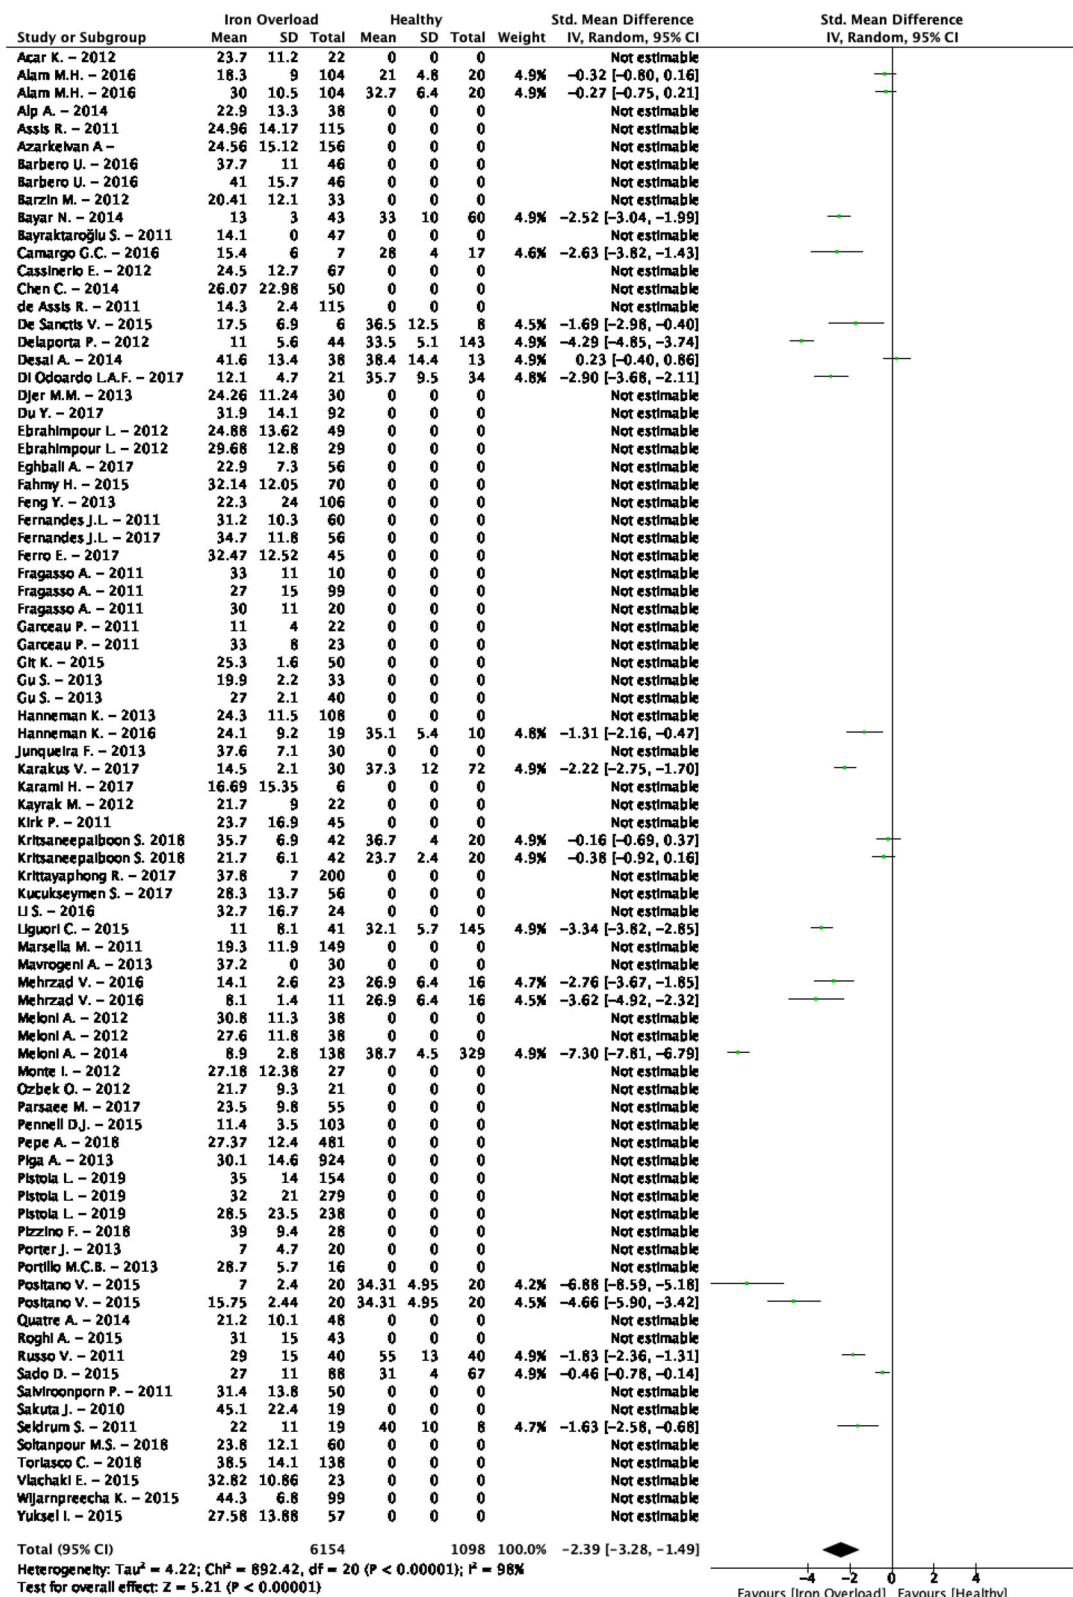 Iron Overload Healthy Std. Mean Difference Std. Mean Difference
Study or Subgroup Mean SD Total Mean SD Total Weight IV, Random, 95% CI IV, Random, 95% CI
Acar K. – 2012 23.7 11.2 22 0 0 0 Not estimable
Alam M.H. – 2016 18.3 9 104 21 4.8 20 4.9% −0.32 [−0.80, 0.16]
Alam M.H. – 2016 30 10.5 104 32.7 6.4 20 4.9% −0.27 [−0.75, 0.21]
Alp A. – 2014 22.9 13.3 38 0 0 0 Not estimable
Assis R. – 2011 24.96 14.17 115 0 0 0 Not estimable
Azarkeivan A – 24.56 15.12 156 0 0 0 Not estimable
Barbero U. – 2016 37.7 11 46 0 0 0 Not estimable
Barbero U. – 2016 41 15.7 46 0 0 0 Not estimable
Barzin M. – 2012 20.41 12.1 33 0 0 0 Not estimable
Bayar N. – 2014 13 3 43 33 10 60 4.9% −2.52 [−3.04, −1.99]
Bayraktaroğlu S. – 2011 14.1 0 47 0 0 0 Not estimable
Camargo G.C. – 2016 15.4 6 7 28 4 17 4.6% −2.63 [−3.82, −1.43]
Cassinerio E. – 2012 24.5 12.7 67 0 0 0 Not estimable
Chen C. – 2014 26.07 22.98 50 0 0 0 Not estimable
de Assis R. – 2011 14.3 2.4 115 0 0 0 Not estimable
De Sanctis V. – 2015 17.5 6.9 6 36.5 12.5 8 4.5% −1.69 [−2.98, −0.40]
Delaporta P. – 2012 11 5.6 44 33.5 5.1 143 4.9% −4.29 [−4.85, −3.74]
Desai A. – 2014 41.6 13.4 38 38.4 14.4 13 4.9% 0.23 [−0.40, 0.86]
Di Odoardo L.A.F. – 2017 12.1 4.7 21 35.7 9.5 34 4.8% −2.90 [−3.68, −2.11]
Djer M.M. – 2013 24.26 11.24 30 0 0 0 Not estimable
Du Y. – 2017 31.9 14.1 92 0 0 0 Not estimable
Ebrahimpour L. – 2012 24.88 13.62 49 0 0 0 Not estimable
Ebrahimpour L. – 2012 29.68 12.8 29 0 0 0 Not estimable
Eghbali A. – 2017 22.9 7.3 56 0 0 0 Not estimable
Fahmy H. – 2015 32.14 12.05 70 0 0 0 Not estimable
Feng Y. – 2013 22.3 24 106 0 0 0 Not estimable
Fernandes J.L. – 2011 31.2 10.3 60 0 0 0 Not estimable
Fernandes J.L. – 2017 34.7 11.8 56 0 0 0 Not estimable
Ferro E. – 2017 32.47 12.52 45 0 0 0 Not estimable
Fragasso A. – 2011 33 11 10 0 0 0 Not estimable
Fragasso A. – 2011 27 15 99 0 0 0 Not estimable
Fragasso A. – 2011 30 11 20 0 0 0 Not estimable
Garceau P. – 2011 11 4 22 0 0 0 Not estimable
Garceau P. – 2011 33 8 23 0 0 0 Not estimable
Git K. – 2015 25.3 1.6 50 0 0 0 Not estimable
Gu S. – 2013 19.9 2.2 33 0 0 0 Not estimable
Gu S. – 2013 27 2.1 40 0 0 0 Not estimable
Hanneman K. – 2013 24.3 11.5 108 0 0 0 Not estimable
Hanneman K. – 2016 24.1 9.2 19 35.1 5.4 10 4.8% −1.31 [−2.16, −0.47]
Junqueira F. – 2013 37.6 7.1 30 0 0 0 Not estimable
Karakus V. – 2017 14.5 2.1 30 37.3 12 72 4.9% −2.22 [−2.75, −1.70]
Karami H. – 2017 16.69 15.35 6 0 0 0 Not estimable
Kayrak M. – 2012 21.7 9 22 0 0 0 Not estimable
Kirk P. – 2011 23.7 16.9 45 0 0 0 Not estimable
Kritsaneepaiboon S. 2018 35.7 6.9 42 36.7 4 20 4.9% −0.16 [−0.69, 0.37]
Kritsaneepaiboon S. 2018 21.7 6.1 42 23.7 2.4 20 4.9% −0.38 [−0.92, 0.16]
Krittayaphong R. – 2017 37.8 7 200 0 0 0 Not estimable
Kucukseymen S. – 2017 28.3 13.7 56 0 0 0 Not estimable
Li S. – 2016 32.7 16.7 24 0 0 0 Not estimable
Liguori C. – 2015 11 8.1 41 32.1 5.7 145 4.9% −3.34 [−3.82, −2.85]
Marsella M. – 2011 19.3 11.9 149 0 0 0 Not estimable
Mavrogeni A. – 2013 37.2 0 30 0 0 0 Not estimable
Mehrzad V. – 2016 14.1 2.6 23 26.9 6.4 16 4.7% −2.76 [−3.67, −1.85]
Mehrzad V. – 2016 8.1 1.4 11 26.9 6.4 16 4.5% −3.62 [−4.92, −2.32]
Meloni A. – 2012 30.8 11.3 38 0 0 0 Not estimable
Meloni A. – 2012 27.6 11.8 38 0 0 0 Not estimable
Meloni A. – 2014 8.9 2.8 138 38.7 4.5 329 4.9% −7.30 [−7.81, −6.79]
Monte I. – 2012 27.18 12.38 27 0 0 0 Not estimable
Ozbek O. – 2012 21.7 9.3 21 0 0 0 Not estimable
Parsaee M. – 2017 23.5 9.8 55 0 0 0 Not estimable
Pennell D.J. – 2015 11.4 3.5 103 0 0 0 Not estimable
Pepe A. – 2018 27.37 12.4 481 0 0 0 Not estimable
Piga A. – 2013 30.1 14.6 924 0 0 0 Not estimable
Pistoia L. – 2019 35 14 154 0 0 0 Not estimable
Pistoia L. – 2019 32 21 279 0 0 0 Not estimable
Pistoia L. – 2019 28.5 23.5 238 0 0 0 Not estimable
Pizzino F. – 2018 39 9.4 28 0 0 0 Not estimable
Porter J. – 2013 7 4.7 20 0 0 0 Not estimable
Portillo M.C.B. – 2013 28.7 5.7 16 0 0 0 Not estimable
Positano V. – 2015 7 2.4 20 34.31 4.95 20 4.2% −6.88 [−8.59, −5.18]
Positano V. – 2015 15.75 2.44 20 34.31 4.95 20 4.5% −4.66 [−5.90, −3.42]
Quatre A. – 2014 21.2 10.1 48 0 0 0 Not estimable
Roghi A. – 2015 31 15 43 0 0 0 Not estimable
Russo V. – 2011 29 15 40 55 13 40 4.9% −1.83 [−2.36, −1.31]
Sado D. – 2015 27 11 88 31 4 67 4.9% −0.46 [−0.78, −0.14]
Salviroonporn P. – 2011 31.4 13.8 50 0 0 0 Not estimable
Sakuta J. – 2010 45.1 22.4 19 0 0 0 Not estimable
Seldrum S. – 2011 22 11 19 40 10 8 4.7% −1.63 [−2.58, −0.68]
Soltanpour M.S. – 2018 23.8 12.1 60 0 0 0 Not estimable
Torlasco C. – 2018 38.5 14.1 138 0 0 0 Not estimable
Vlachaki E. – 2015 32.82 10.86 23 0 0 0 Not estimable
Wijarnpreecha K. – 2015 44.3 6.8 99 0 0 0 Not estimable
Yuksel I. – 2015 27.58 13.88 57 0 0 0 Not estimable
Total (95% CI) 6154 1098 100.0% −2.39 [−3.28, −1.49]
Heterogeneity: Tau² = 4.22; Chi² = 892.42, df = 20 (P < 0.00001); I² = 98%
Test for overall effect: Z = 5.21 (P < 0.00001)
−4 −2 0 2 4
Favours [Iron Overload] Favours [Healthy]